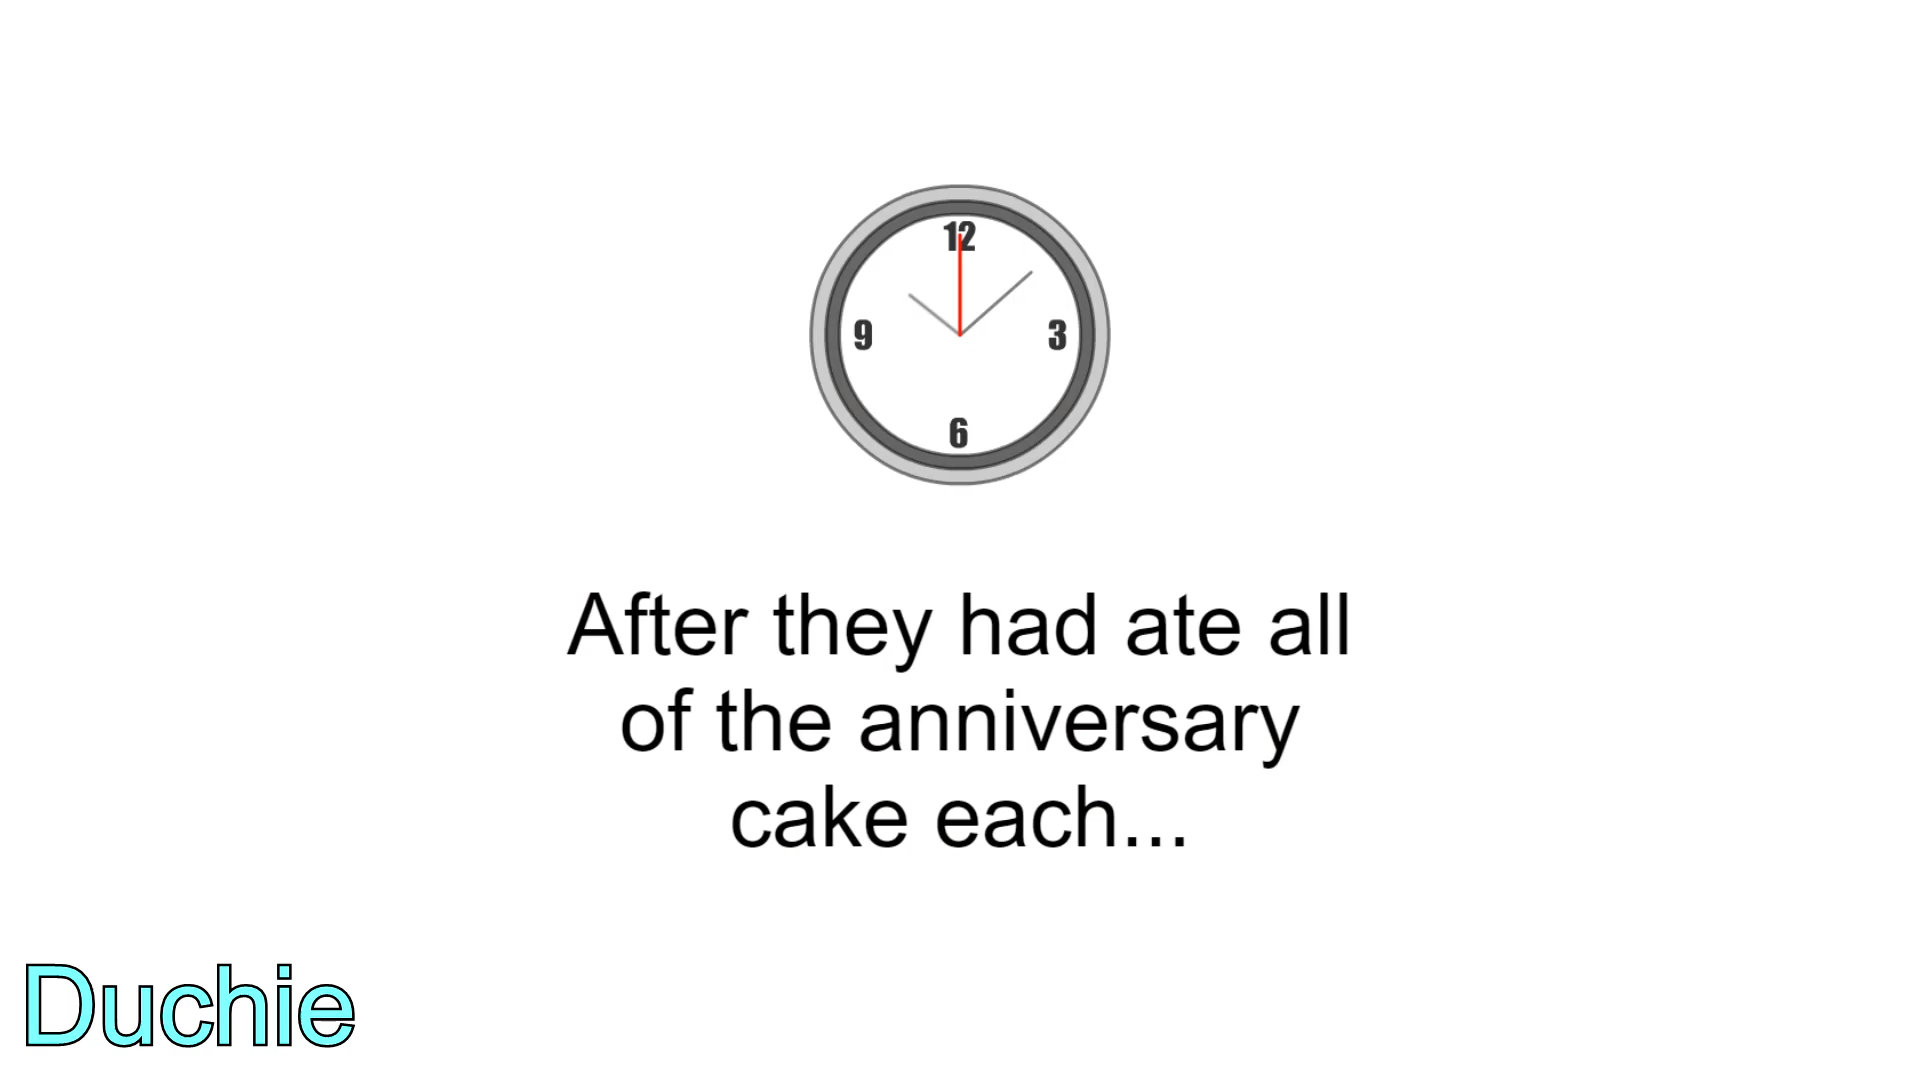 12
9
3
6
After they had ate all
of the anniversary
cake each...
Duchie